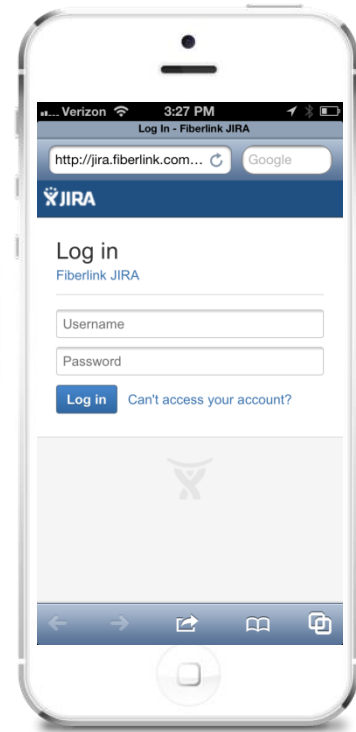 ... Verizon 3:27 PM
Log In - Fiberlink JIRA
http://jira.fiberlink.com... Google
JIRA
Log in
Fiberlink JIRA
Username
Password
Log in Can't access your account?